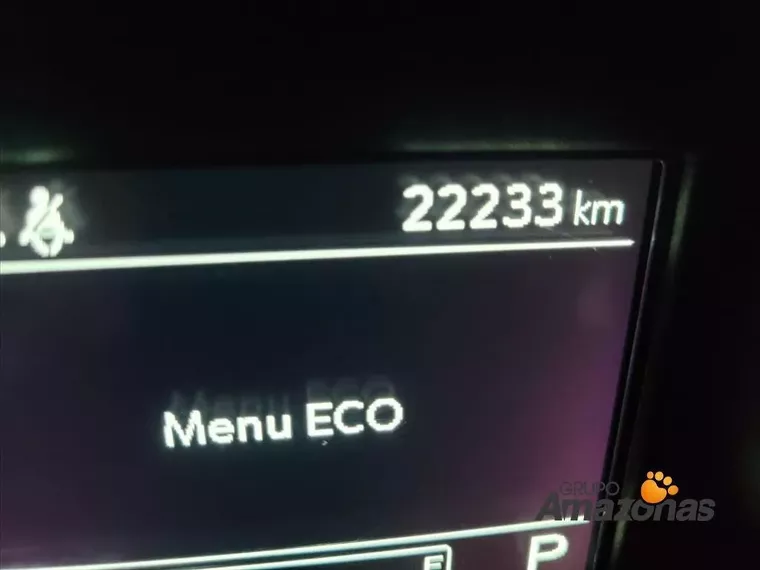 22233 km
Menu ECO
GRUPO
Amazonas
E
P